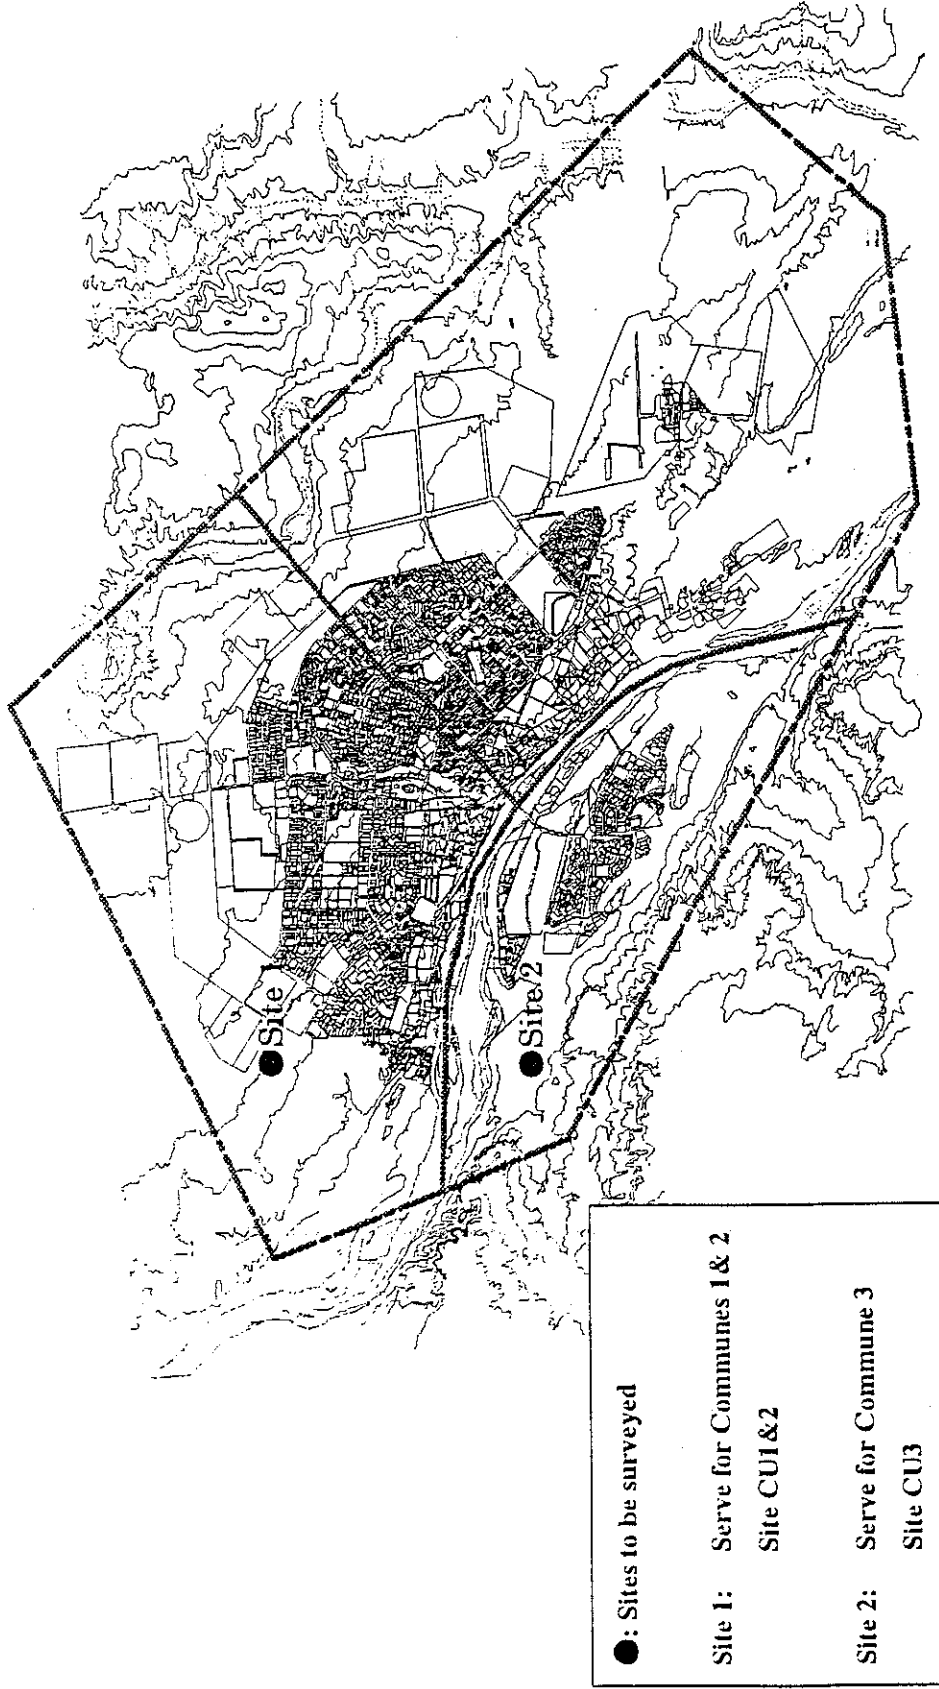 Site 1
Site 2
●: Sites to be surveyed
Site 1: Serve for Communes 1& 2
Site CU1&2
Site 2: Serve for Commune 3
Site CU3